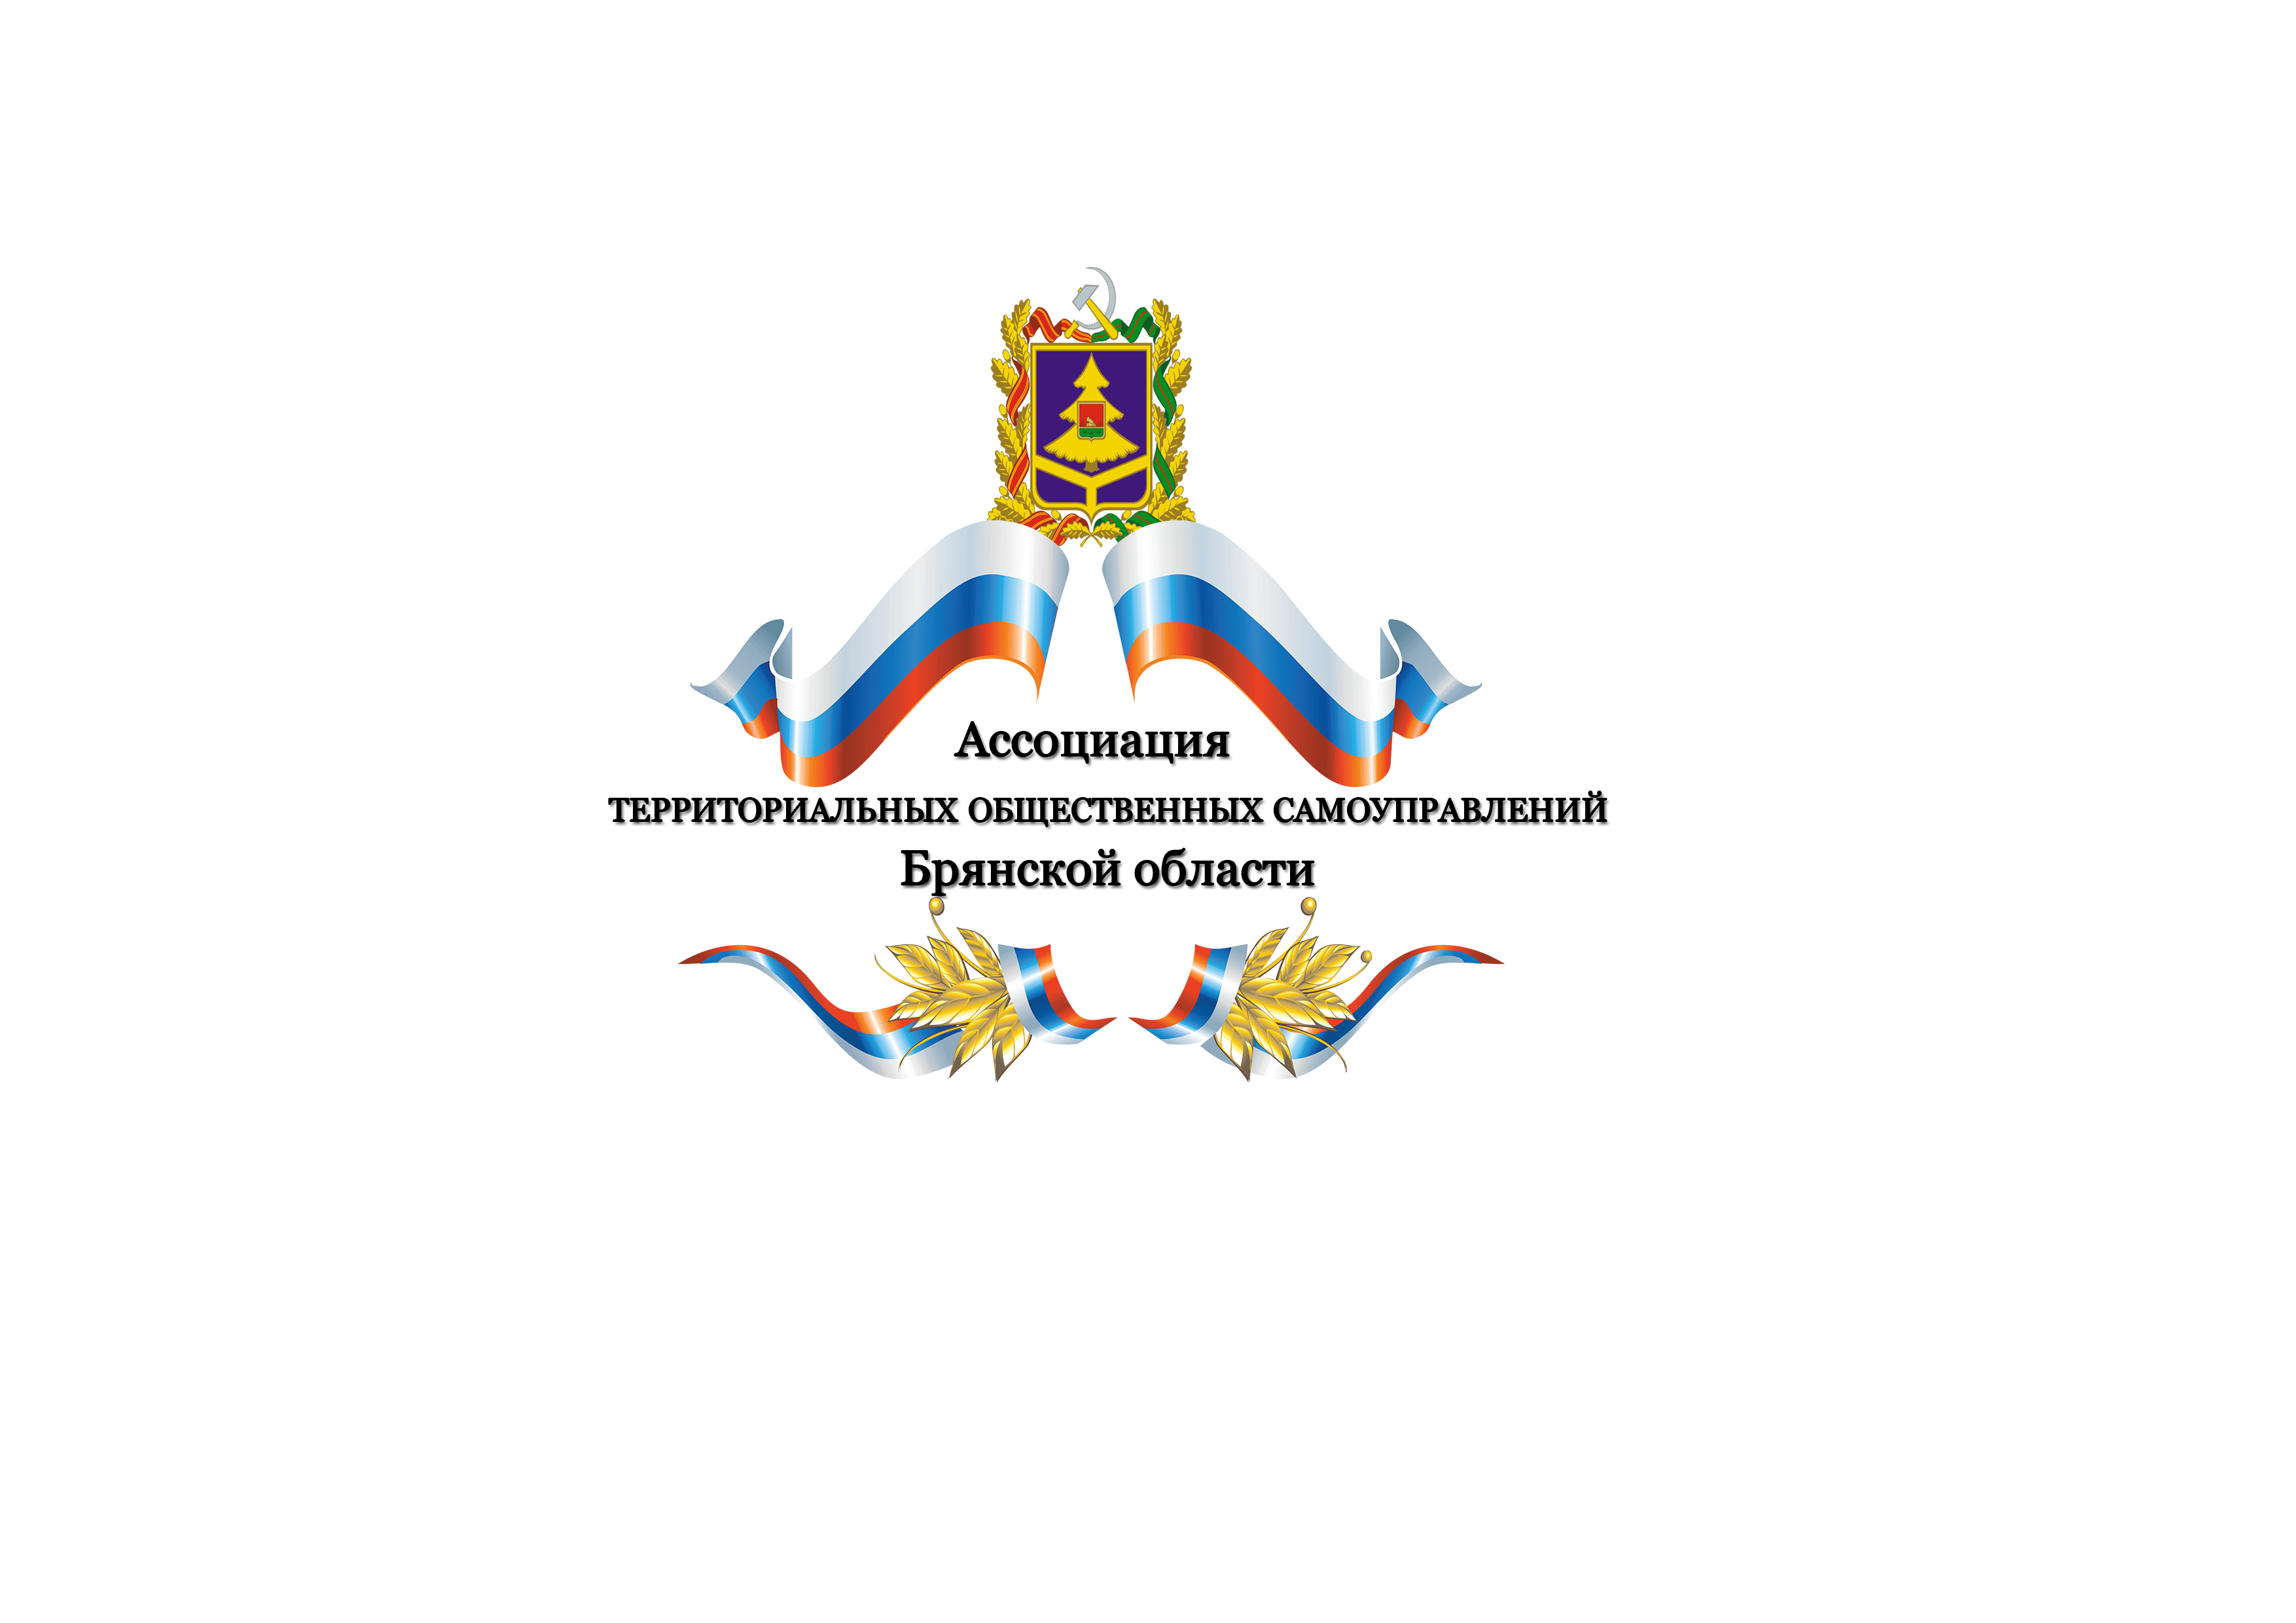 Ассоциация
ТЕРРИТОРИАЛЬНЫХ ОБЩЕСТВЕННЫХ САМОУПРАВЛЕНИЙ
Брянской области